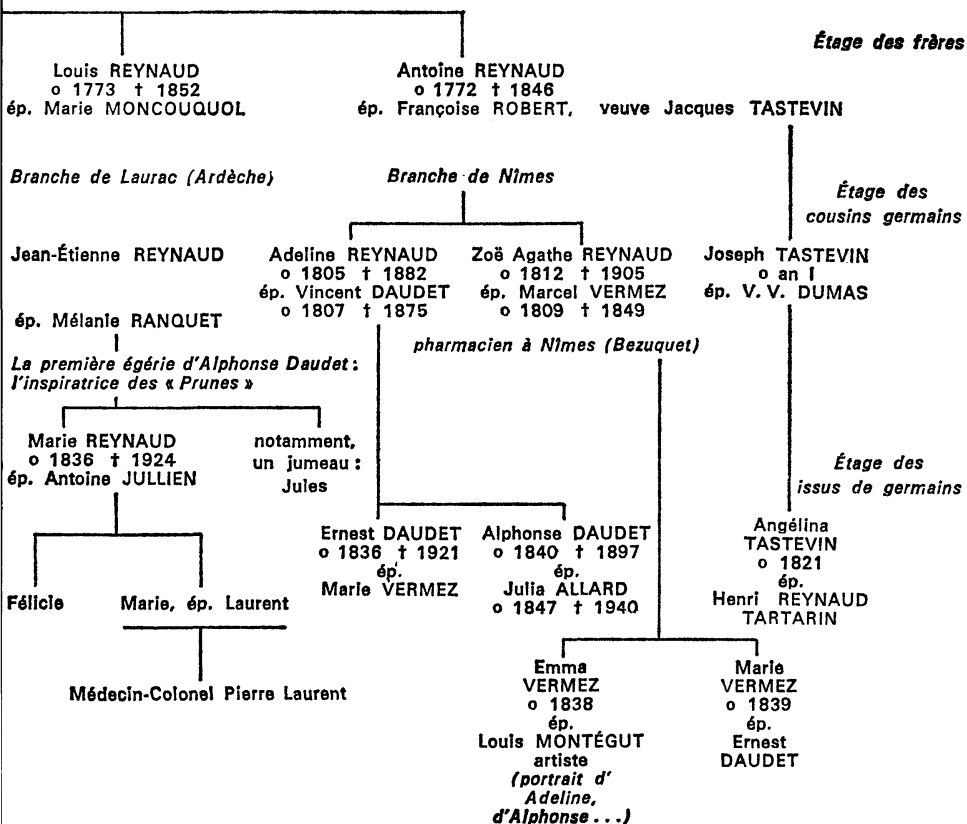 Étage des frères
Louis REYNAUD
o 1773 † 1852
ép. Marie MONCOUQUOL
Antoine REYNAUD
o 1772 † 1846
ép. Françoise ROBERT, veuve Jacques TASTEVIN
Branche de Laurac (Ardèche)
Branche de Nîmes
Étage des
cousins germains
Jean-Étienne REYNAUD
ép. Mélanie RANQUET
Adeline REYNAUD
o 1805 † 1882
ép. Vincent DAUDET
o 1807 † 1875
Zoë Agathe REYNAUD
o 1812 † 1905
ép. Marcel VERMEZ
o 1809 † 1849
pharmacien à Nîmes (Bezuquet)
Joseph TASTEVIN
o an I
ép. V. V. DUMAS
La première égérie d'Alphonse Daudet :
l'inspiratrice des « Prunes »
Marie REYNAUD
o 1836 † 1924
ép. Antoine JULLIEN
notamment,
un jumeau :
Jules
Étage des
issus de germains
Ernest DAUDET
o 1836 † 1921
ép.
Marie VERMEZ
Alphonse DAUDET
o 1840 † 1897
ép.
Julia ALLARD
o 1847 † 1940
Angélina
TASTEVIN
o 1821
ép.
Henri REYNAUD
TARTARIN
Félicie
Marie, ép. Laurent
Médecin-Colonel Pierre Laurent
Emma
VERMEZ
o 1838
ép.
Louis MONTÉGUT
artiste
(portrait d'
Adeline,
d'Alphonse...)
Marie
VERMEZ
o 1839
ép.
Ernest
DAUDET